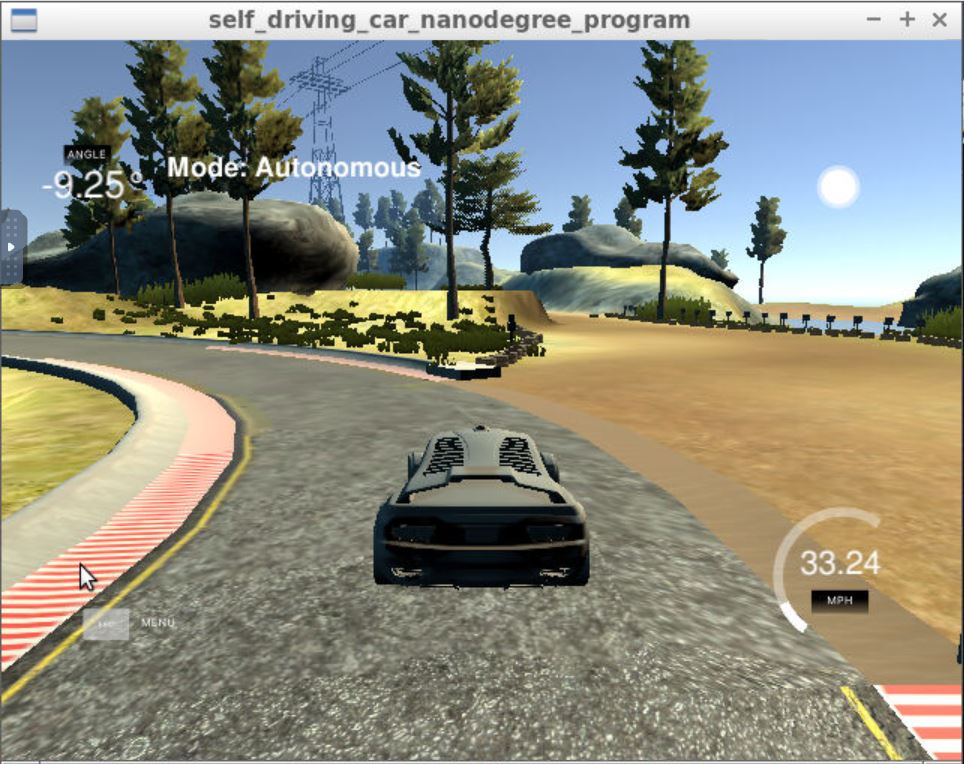 self_driving_car_nanodegree_program
ANGLE
-9.25°
Mode: Autonomous
33.24
MPH
MENU